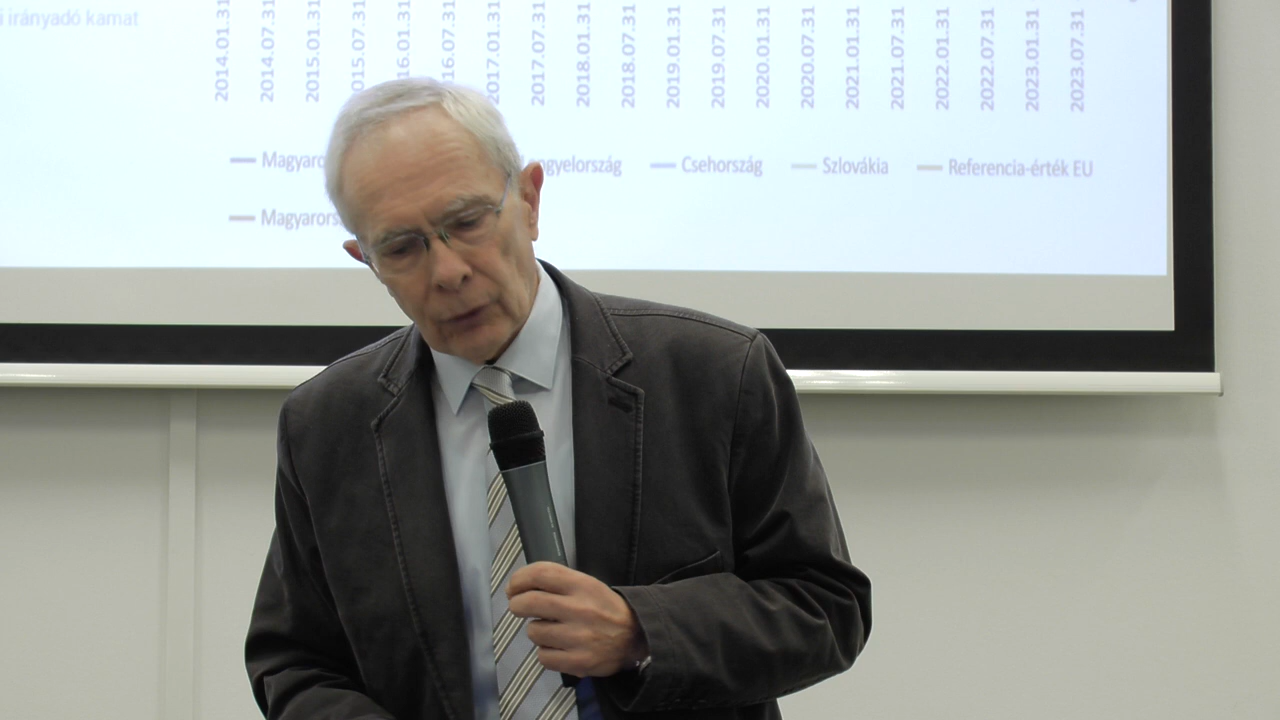 irányadó kamat
2014.01.31 2014.07.31 2015.01.31 2015.07.31 2016.01.31 2016.07.31 2017.01.31 2017.07.31 2018.01.31 2018.07.31 2019.01.31 2019.07.31 2020.01.31 2020.07.31 2021.01.31 2021.07.31 2022.01.31 2022.07.31 2023.01.31 2023.07.31
Magyaro ngyelország Csehország Szlovákia Referencia-érték EU
Magyarors